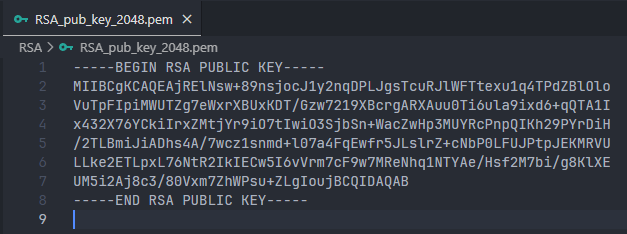 RSA_pub_key_2048.pem ×
RSA > RSA_pub_key_2048.pem
1 -----BEGIN RSA PUBLIC KEY-----
2 MIIBCgKCAQEAjRElNsw+89nsjocJ1y2nqDPLJgsTcuRJlWFTtexu1q4TPdZBlOlo
3 VuTpFIpiMWUTZg7eWxrXBUxKDT/Gzw7219XBcrgARXAuu0Ti6ula9ixd6+qQTA1I
4 x432X76YCkiIrxZMtjYr9iO7tIwiO3SjbSn+WacZwHp3MUYRcPnpQIKh29PYrDiH
5 /2TLBmiJiADhs4A/7wcz1snmd+l07a4FqEwfr5JLslrZ+cNbP0LFUJPtpJEKMRVU
6 LLke2ETLpxL76NtR2IkIECw5I6vVrm7cF9w7MReNhq1NTYAe/Hsf2M7bi/g8KlXE
7 UM5i2Aj8c3/80Vxm7ZhWPsu+ZLgIoujBCQIDAQAB
8 -----END RSA PUBLIC KEY-----
9